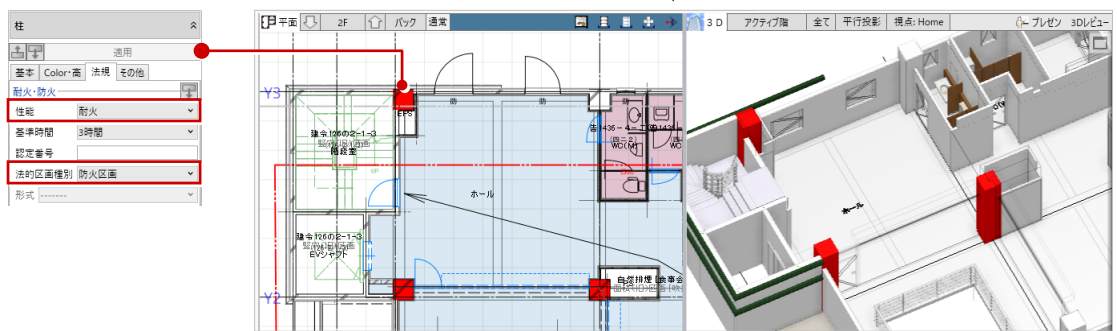 柱
適用
基本 Color・高 法規 その他
耐火・防火
性能 耐火
基準時間 3時間
認定番号
法的区画種別 防火区画
形式 -------
平面 2F バック 通常
Y3
EPS
防 防
建令126の2-1-3
階段室
ホール
WC(M)
WC
建令126の2-1-3
EVシャフト
Y2
3D アクティブ階 全て 平行投影 視点: Home プレゼン 3Dレビュー
ホール